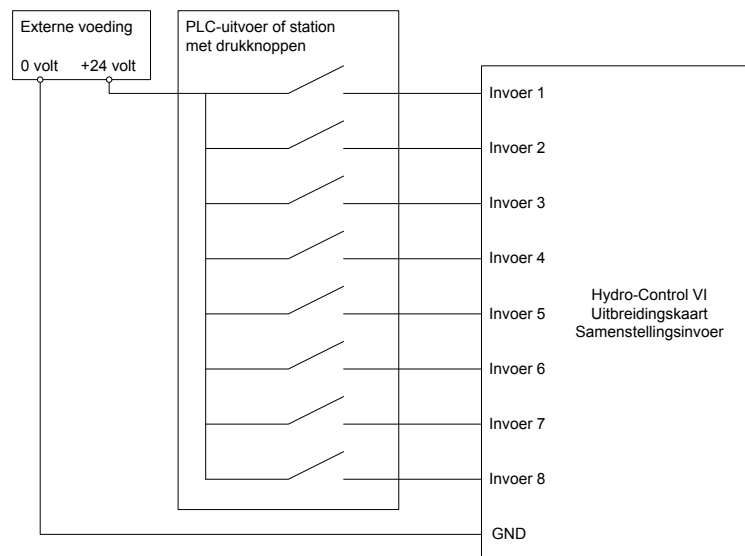 Externe voeding
0 volt +24 volt
PLC-uitvoer of station
met drukknoppen
Invoer 1
Invoer 2
Invoer 3
Invoer 4
Invoer 5
Invoer 6
Invoer 7
Invoer 8
GND
Hydro-Control VI
Uitbreidingskaart
Samenstellingsinvoer